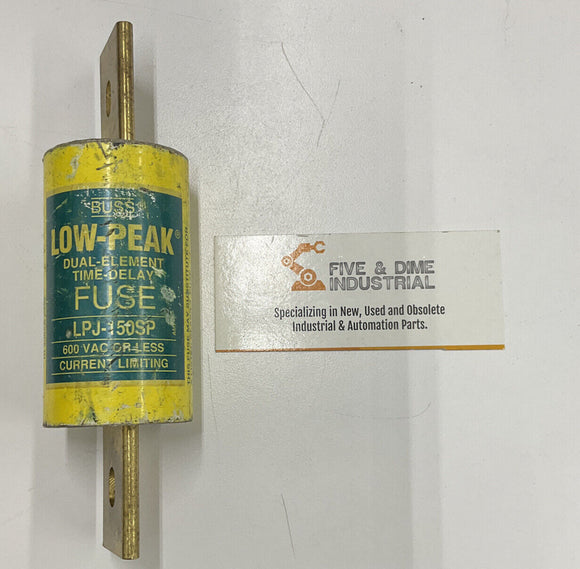 BUSS
LOW-PEAK®
DUAL-ELEMENT
TIME-DELAY
FUSE
LPJ-150SP
600 VAC OR LESS
CURRENT LIMITING
FIVE & DIME
INDUSTRIAL
Specializing in New, Used and Obsolete
Industrial & Automation Parts.